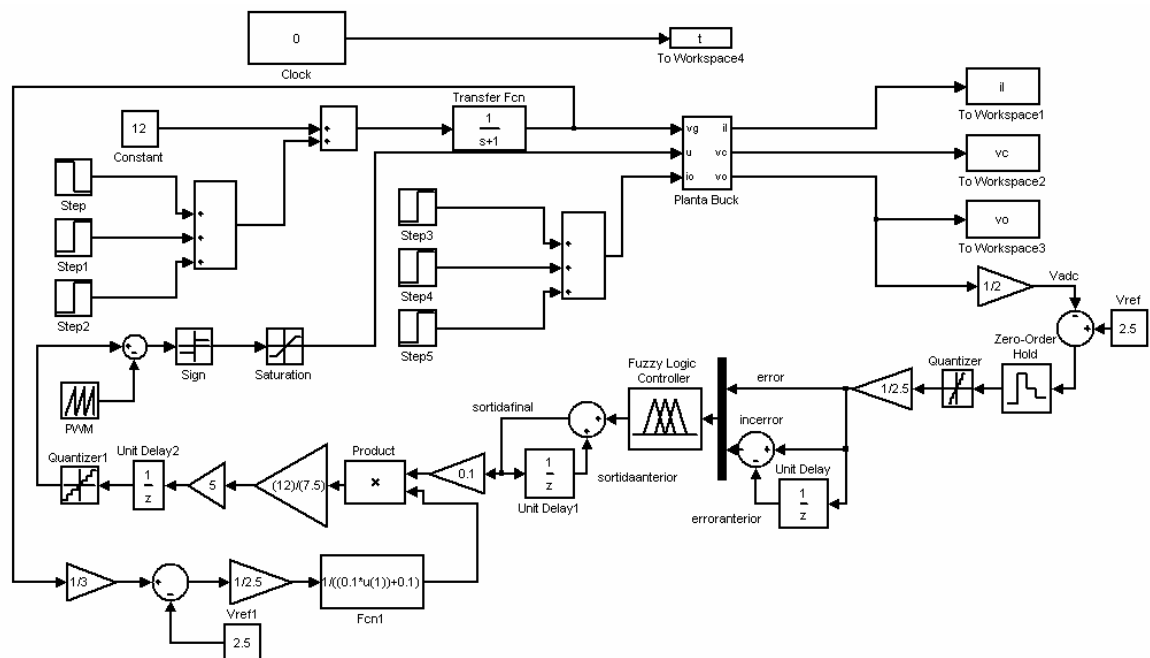 0
Clock
t
To Workspace4
12
Constant
Transfer Fcn
1
s+1
vg
u
io
il
vc
vo
Planta Buck
il
To Workspace1
vc
To Workspace2
vo
To Workspace3
Step
Step1
Step2
Step3
Step4
Step5
1/2
Vadc
Vref
2.5
Zero-Order
Hold
Quantizer
1/2.5
error
incerror
Unit Delay
1
z
erroranterior
Fuzzy Logic
Controller
sortidafinal
Unit Delay1
1
z
sortidaanterior
0.1
Product
×
(12)/(7.5)
5
Unit Delay2
1
z
Quantizer1
PWM
Sign
Saturation
1/3
Vref1
2.5
1/2.5
1/((0.1*u(1))+0.1)
Fcn1